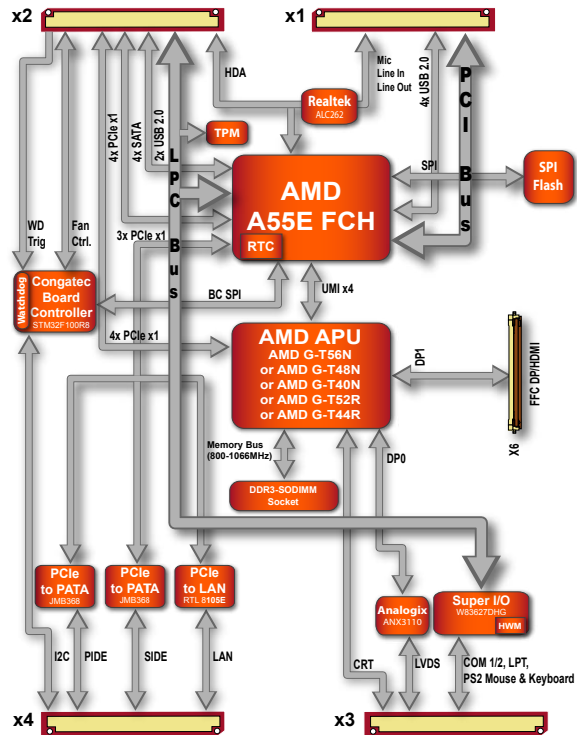 x2
x1
HDA
Mic
Line In
Line Out
Realtek
ALC262
4x PCIe x1
4x SATA
2x USB 2.0
4x USB 2.0
LPC Bus
PCI Bus
TPM
AMD
A55E FCH
RTC
SPI
SPI
Flash
WD
Trig
Fan
Ctrl.
3x PCIe x1
Watchdog
Congatec
Board
Controller
STM32F100R8
BC SPI
UMI x4
4x PCIe x1
AMD APU
AMD G-T56N
or AMD G-T48N
or AMD G-T40N
or AMD G-T52R
or AMD G-T44R
DP1
FFC DP/HDMI
X6
Memory Bus
(800-1066MHz)
DP0
DDR3-SODIMM
Socket
PCIe
to PATA
JMB368
PCIe
to PATA
JMB368
PCIe
to LAN
RTL 8105E
Analogix
ANX3110
Super I/O
W83627DHG
HWM
I2C
PIDE
SIDE
LAN
CRT
LVDS
COM 1/2, LPT,
PS2 Mouse & Keyboard
x4
x3